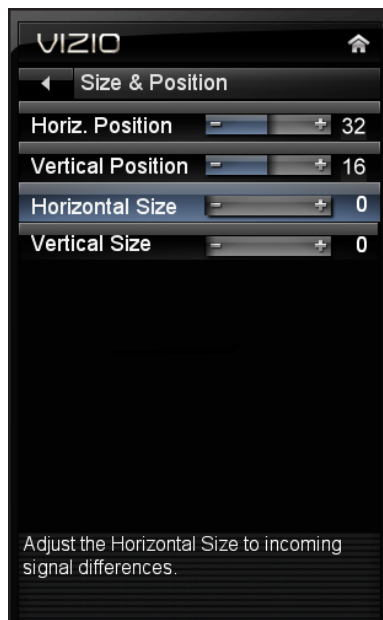 VIZIO
Size & Position
Horiz. Position - + 32
Vertical Position - + 16
Horizontal Size - + 0
Vertical Size - + 0
Adjust the Horizontal Size to incoming
signal differences.